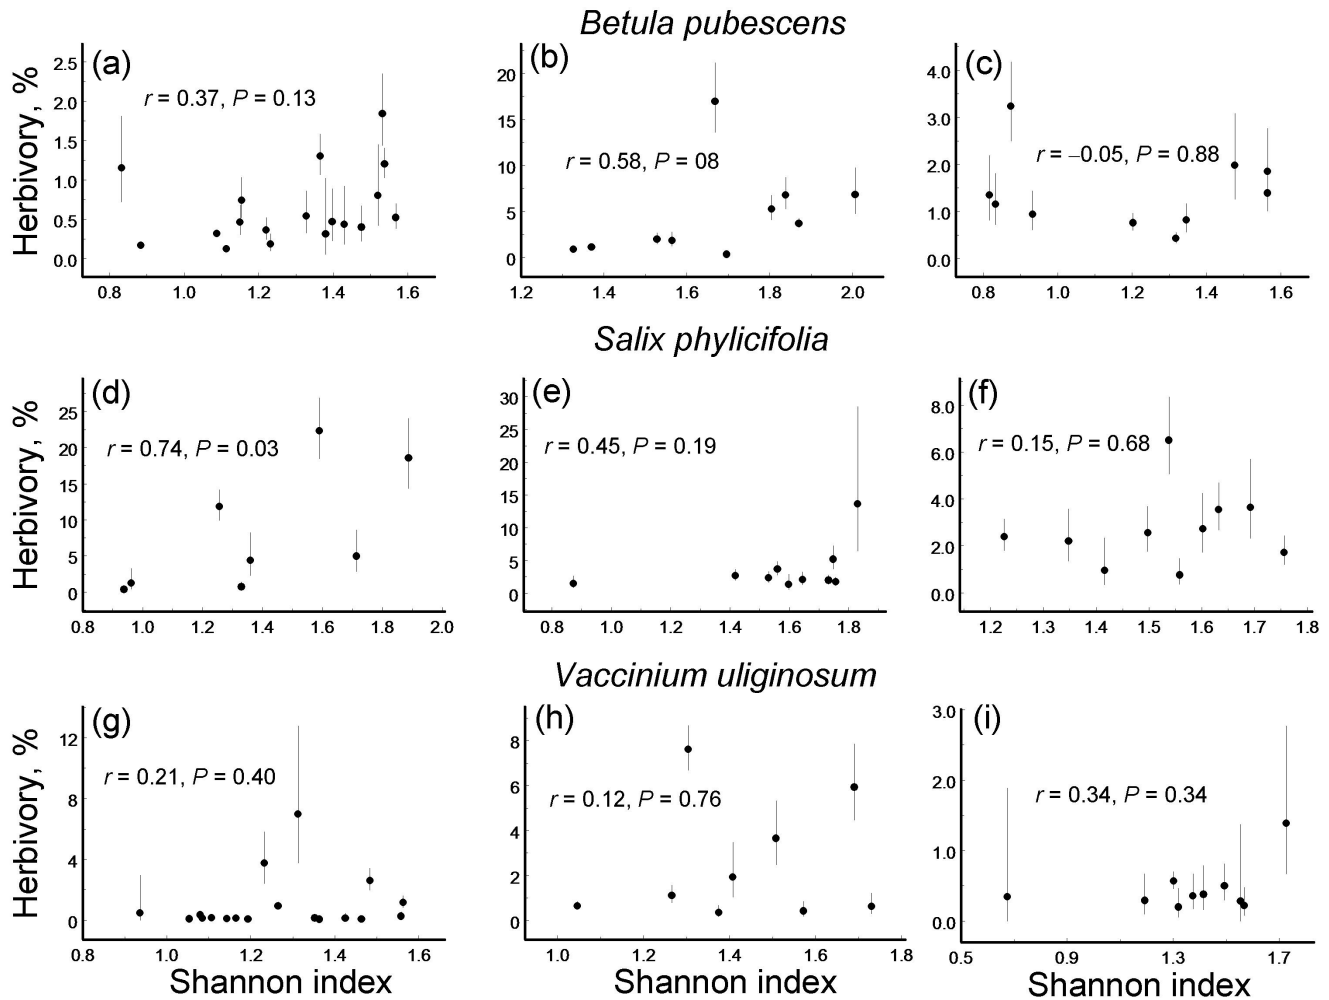 Betula pubescens
(a)
r = 0.37, P = 0.13
Herbivory, %
2.5
2.0
1.5
1.0
0.5
0.0
0.8 1.0 1.2 1.4 1.6
(b)
r = 0.58, P = 08
20
15
10
5
0
1.2 1.4 1.6 1.8 2.0
(c)
r = –0.05, P = 0.88
4.0
3.0
2.0
1.0
0.0
0.8 1.0 1.2 1.4 1.6
Salix phylicifolia
(d)
r = 0.74, P = 0.03
Herbivory, %
25
20
15
10
5
0
0.8 1.0 1.2 1.4 1.6 1.8 2.0
(e)
r = 0.45, P = 0.19
30
25
20
15
10
5
0
0.8 1.0 1.2 1.4 1.6 1.8
(f)
r = 0.15, P = 0.68
8.0
6.0
4.0
2.0
0.0
1.2 1.3 1.4 1.5 1.6 1.7 1.8
Vaccinium uliginosum
(g)
r = 0.21, P = 0.40
Herbivory, %
12
8
4
0
0.8 1.0 1.2 1.4 1.6
Shannon index
(h)
r = 0.12, P = 0.76
8
6
4
2
0
1.0 1.2 1.4 1.6 1.8
Shannon index
(i)
r = 0.34, P = 0.34
3.0
2.0
1.0
0.0
0.5 0.9 1.3 1.7
Shannon index